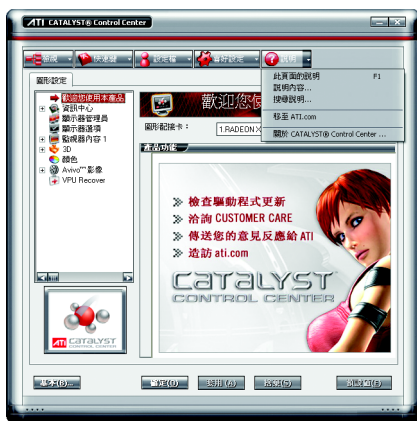 ATI CATALYST® Control Center
檢視
快速鍵
設定檔
喜好設定
說明
此頁面的說明 F1
說明內容...
搜尋說明...
移至 ATI.com
關於 CATALYST® Control Center ...
圖形設定
歡迎您使用本產品
資訊中心
顯示器管理員
顯示器選項
監視器內容 1
3D
顏色
Avivo™ 影像
VPU Recover
歡迎您使
圖形配接卡：
1.RADEON X
產品功能
檢查驅動程式更新
洽詢 CUSTOMER CARE
傳送您的意見反應給 ATI
造訪 ati.com
CATALYST
CONTROL CENTER
ATI CATALYST
CONTROL CENTER
基本(B)...
確定(O)
套用 (A)
預設值(F)